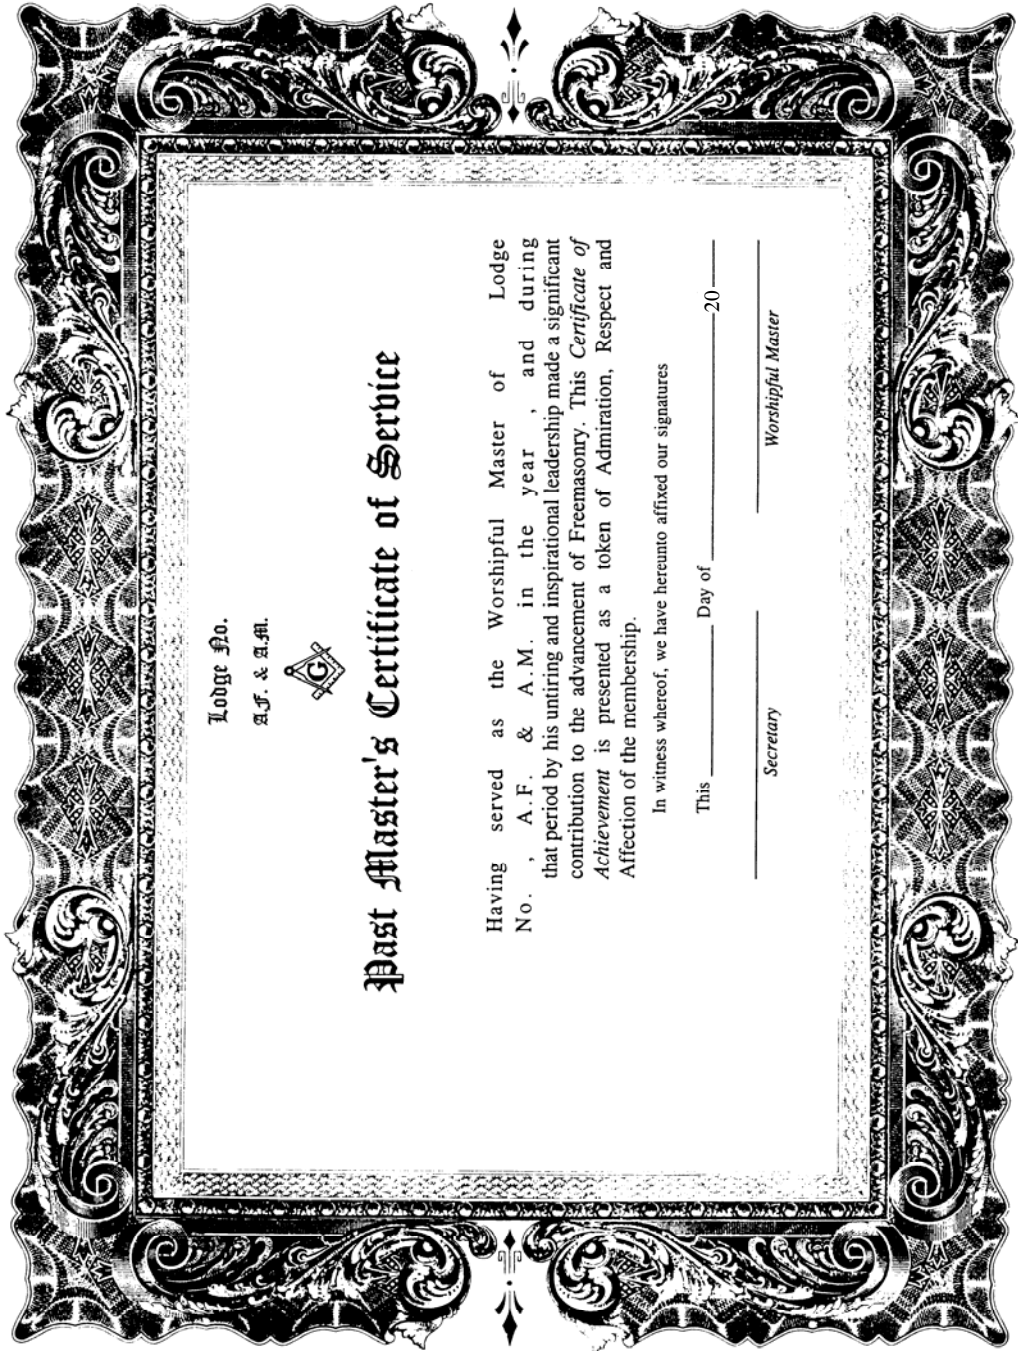 Lodge No.
A.F. & A.M.
G
Past Master's Certificate of Service
Having served as the Worshipful Master of Lodge
No. , A.F. & A.M. in the year , and during
that period by his untiring and inspirational leadership made a significant
contribution to the advancement of Freemasonry. This Certificate of
Achievement is presented as a token of Admiration, Respect and
Affection of the membership.
In witness whereof, we have hereunto affixed our signatures
This Day of 20
Secretary Worshipful Master